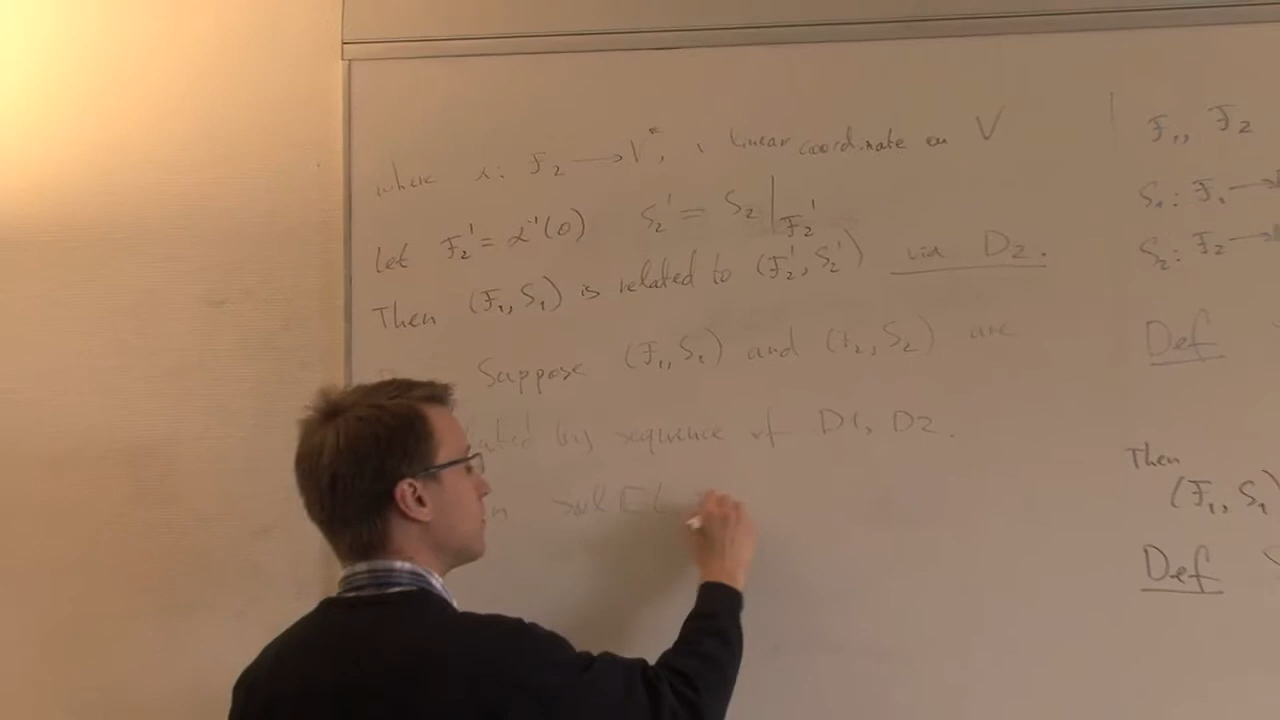 where α: F₂ → V*, linear coordinate on V
Let F₂' = α⁻¹(0) S₂' = S₂|F₂'
Then (F₁, S₁) is related to (F₂', S₂') via D2.
Suppose (F₁, S₁) and (F₂, S₂) are
by sequence of D1, D2.
Sol EL
F₁, F₂
S₁: F₁ →
S₂: F₂ →
Def
Then
(F₁, S₁)
Def